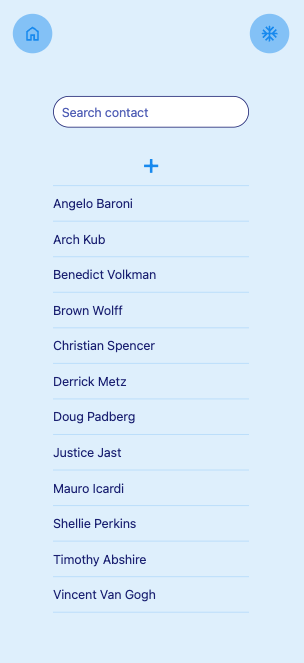 Search contact
+
Angelo Baroni
Arch Kub
Benedict Volkman
Brown Wolff
Christian Spencer
Derrick Metz
Doug Padberg
Justice Jast
Mauro Icardi
Shellie Perkins
Timothy Abshire
Vincent Van Gogh